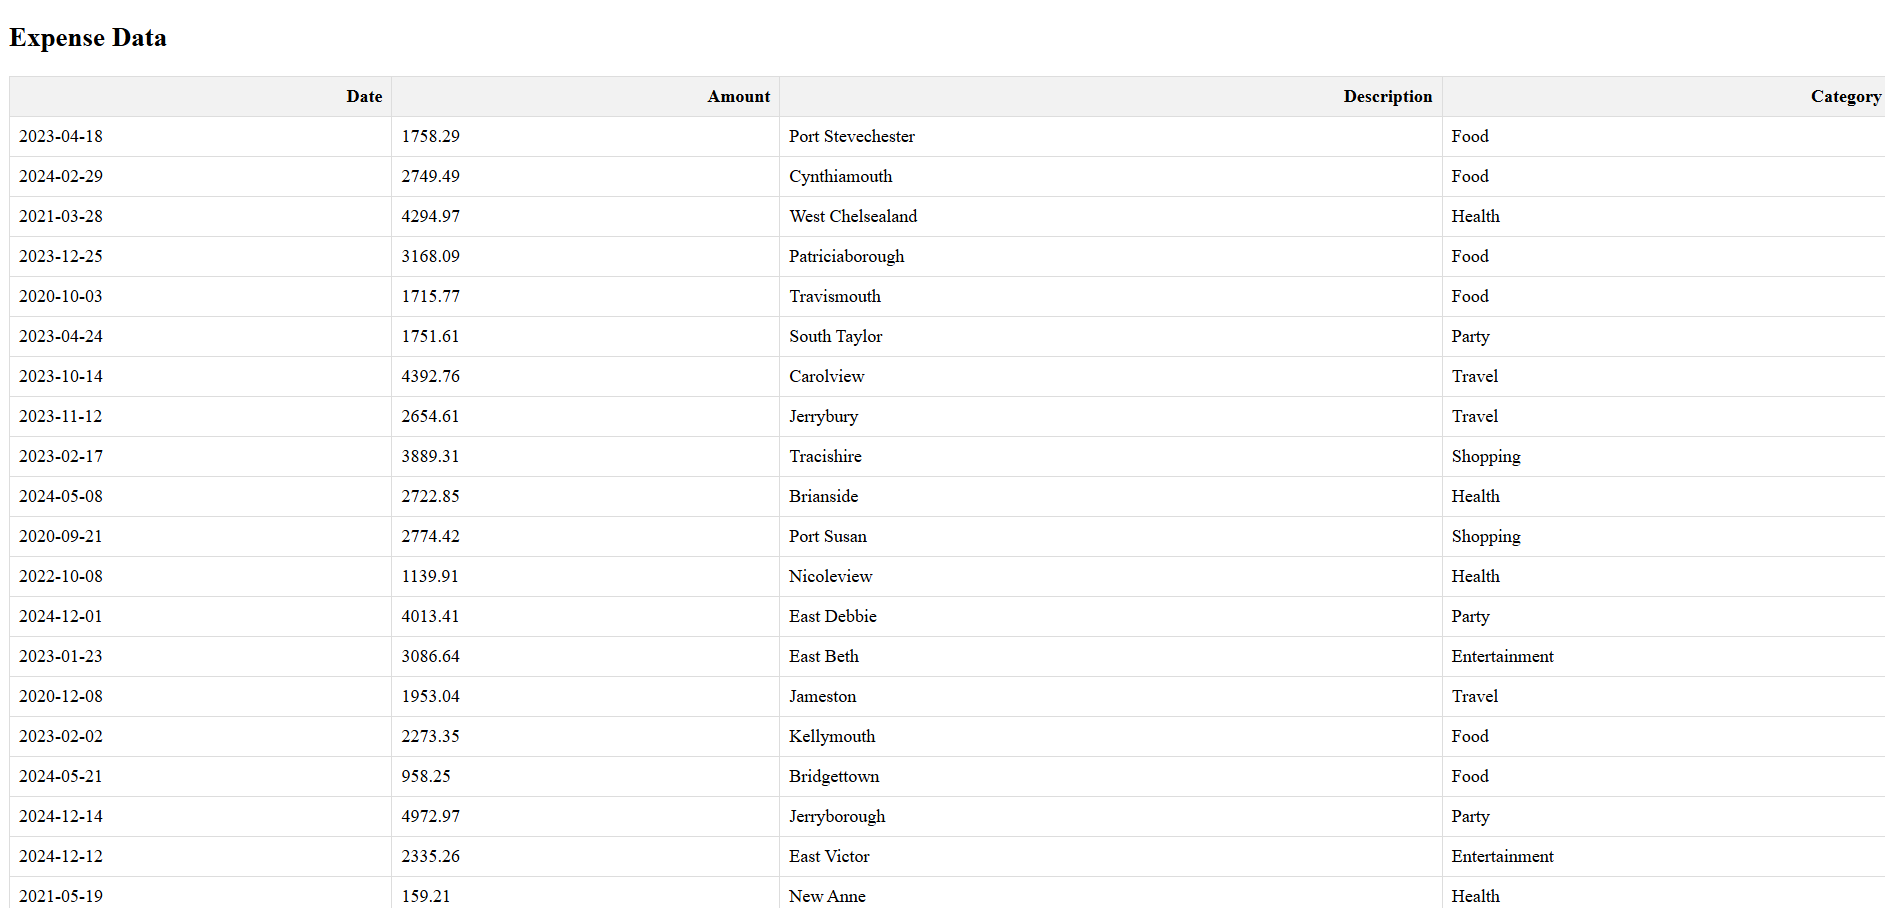 Expense Data
Date Amount Description Category
2023-04-18 1758.29 Port Stevechester Food
2024-02-29 2749.49 Cynthiamouth Food
2021-03-28 4294.97 West Chelsealand Health
2023-12-25 3168.09 Patriciaborough Food
2020-10-03 1715.77 Travismouth Food
2023-04-24 1751.61 South Taylor Party
2023-10-14 4392.76 Carolview Travel
2023-11-12 2654.61 Jerrybury Travel
2023-02-17 3889.31 Tracishire Shopping
2024-05-08 2722.85 Brianside Health
2020-09-21 2774.42 Port Susan Shopping
2022-10-08 1139.91 Nicoleview Health
2024-12-01 4013.41 East Debbie Party
2023-01-23 3086.64 East Beth Entertainment
2020-12-08 1953.04 Jameston Travel
2023-02-02 2273.35 Kellymouth Food
2024-05-21 958.25 Bridgettown Food
2024-12-14 4972.97 Jerryborough Party
2024-12-12 2335.26 East Victor Entertainment
2021-05-19 159.21 New Anne Health